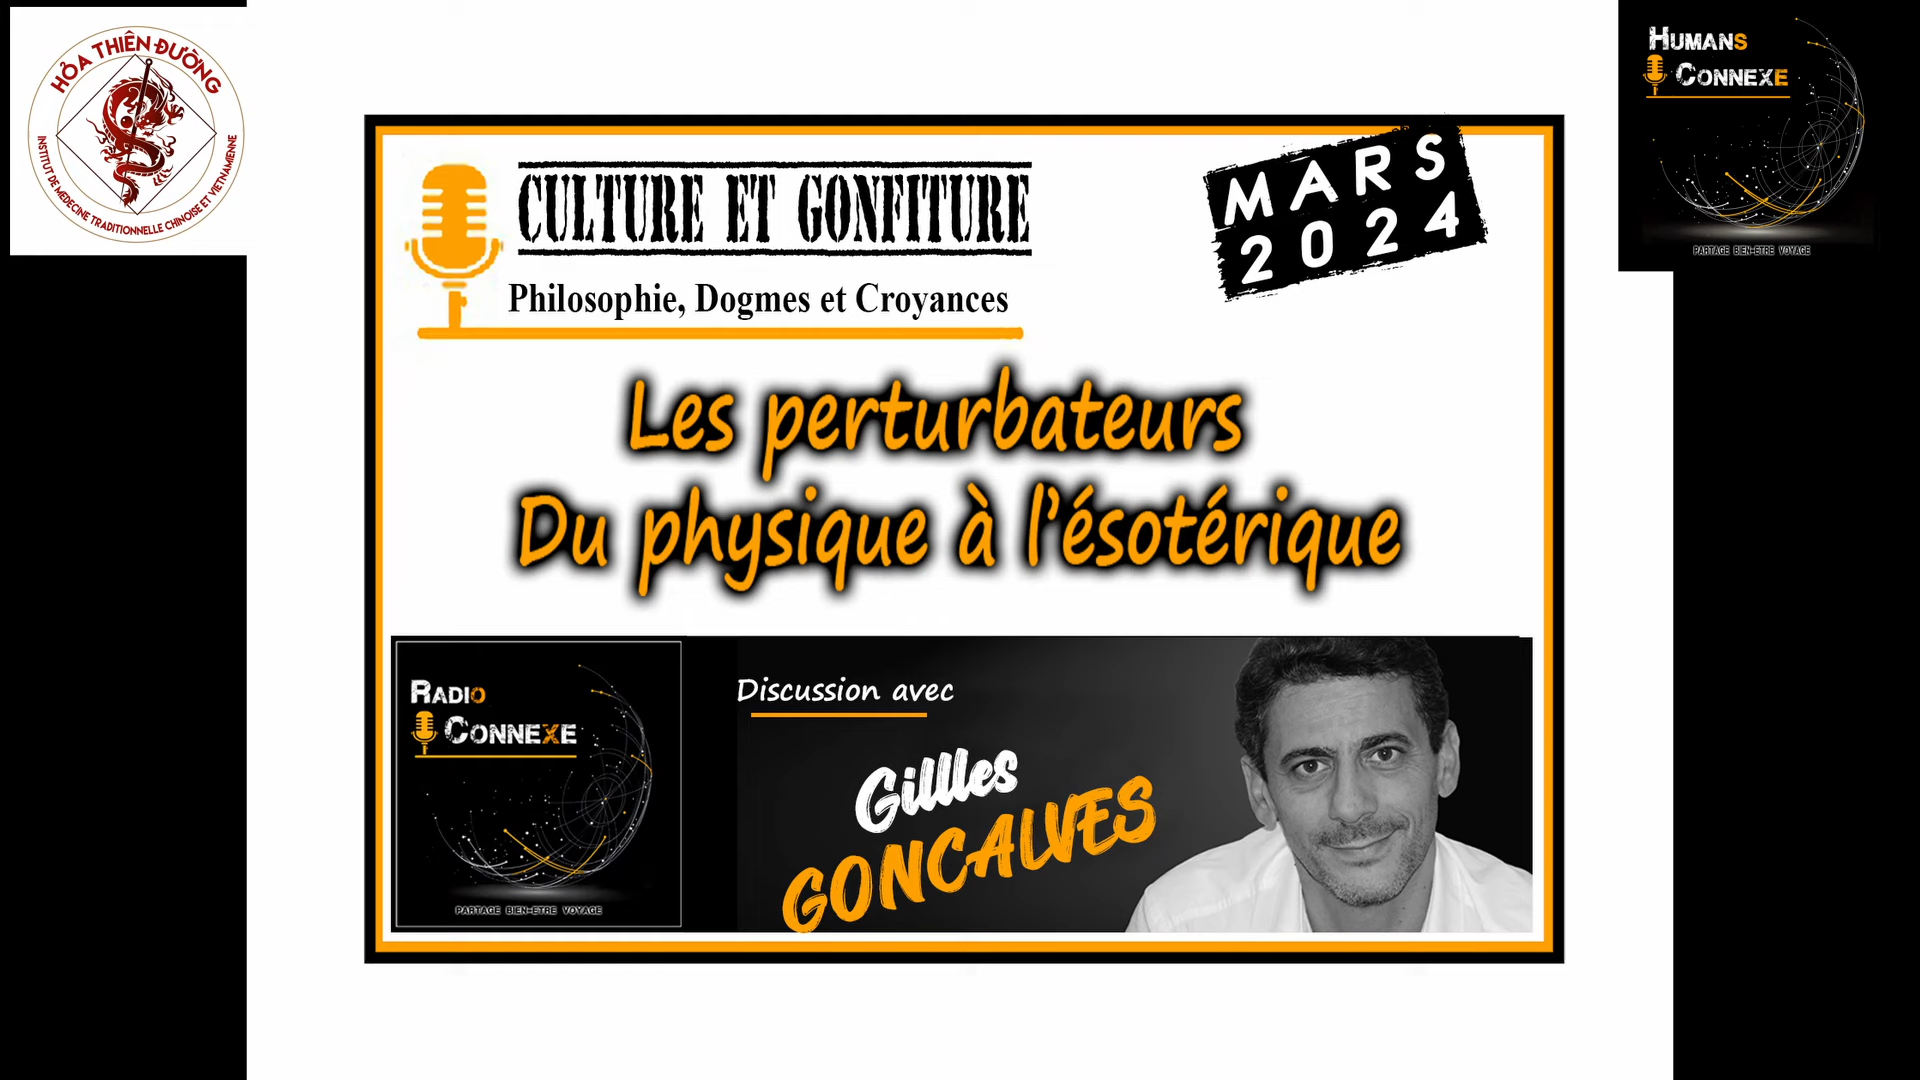 HỎA THIÊN ĐƯỜNG
INSTITUT DE MÉDECINE TRADITIONNELLE CHINOISE ET VIETNAMIENNE
HUMANS
CONNEXE
PARTAGE BIEN-ETRE VOYAGE
CULTURE ET GONFITURE
Philosophie, Dogmes et Croyances
MARS
2024
Les perturbateurs
Du physique à l'ésotérique
RADIO
CONNEXE
PARTAGE BIEN-ETRE VOYAGE
Discussion avec
Gillles
GONCALVES